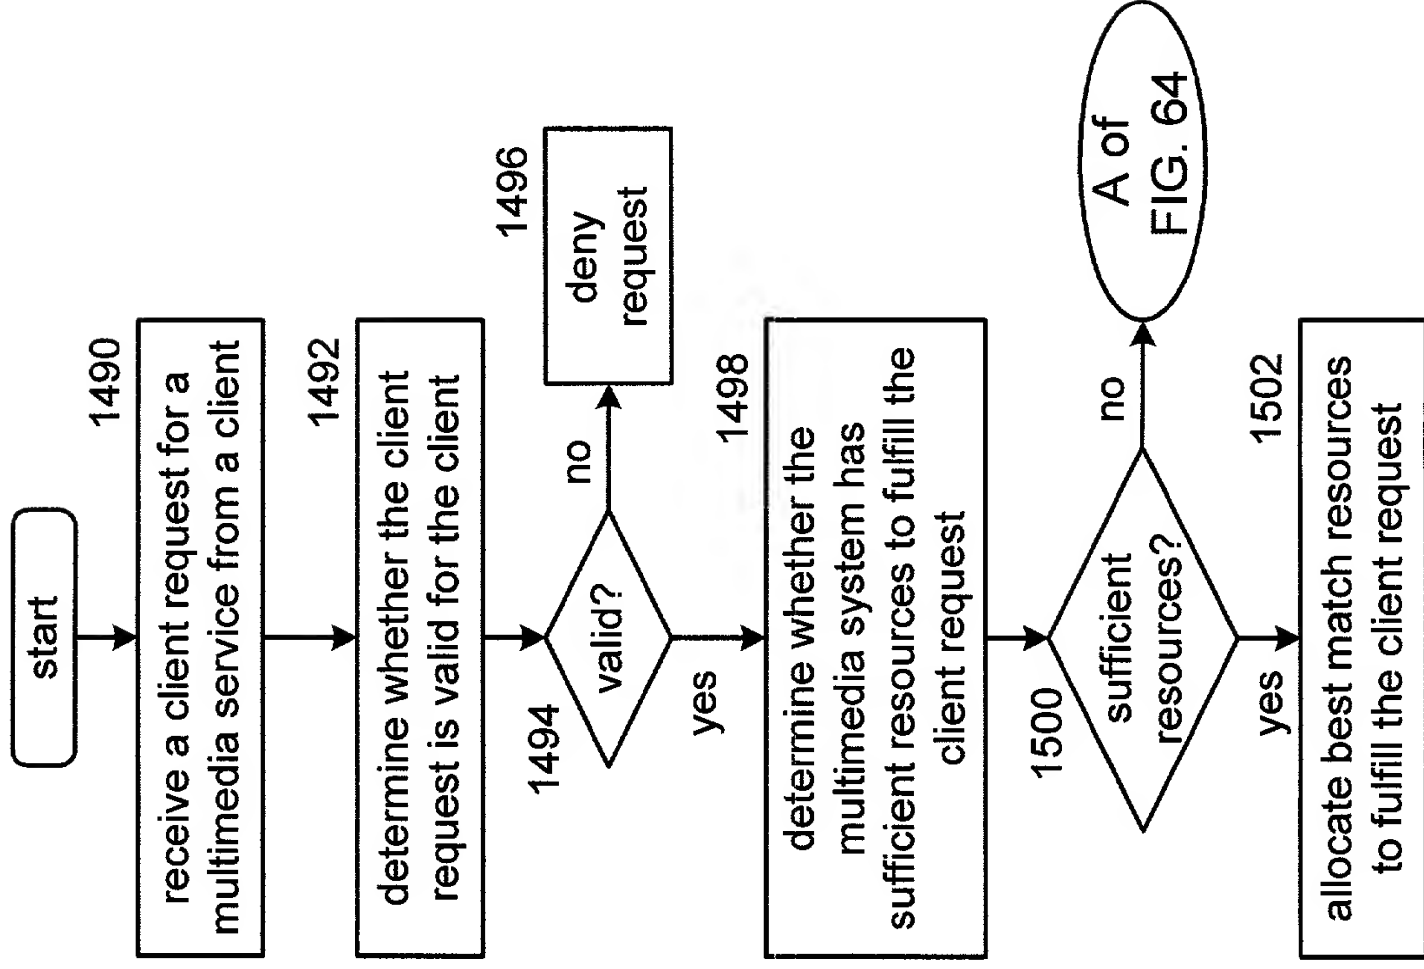 start
1490
receive a client request for a
multimedia service from a client
1492
determine whether the client
request is valid for the client
1494
valid?
no
1496
deny
request
yes
1498
determine whether the
multimedia system has
sufficient resources to fulfill the
client request
1500
sufficient
resources?
no
A of
FIG. 64
yes
1502
allocate best match resources
to fulfill the client request